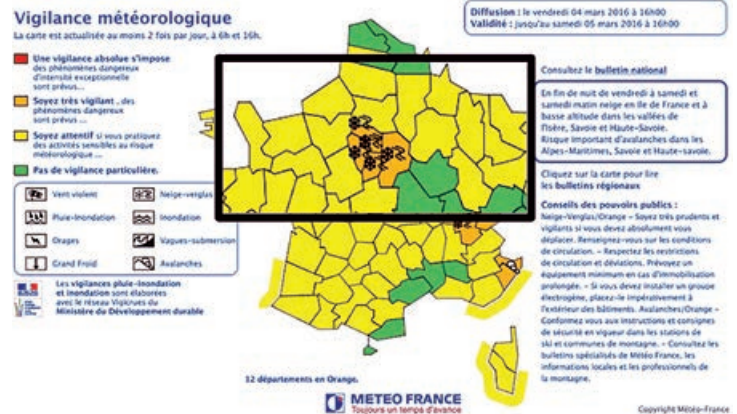 Vigilance météorologique
La carte est actualisée au moins 2 fois par jour, à 6h et 16h.
Diffusion : le vendredi 04 mars 2016 à 16h00
Validité : jusqu'au samedi 05 mars 2016 à 16h00
Une vigilance absolue s'impose
des phénomènes dangereux
d'intensité exceptionnelle
sont prévus...
Soyez très vigilant , des
phénomènes dangereux
sont prévus ...
Soyez attentif si vous pratiquez
des activités sensibles au risque
météorologique ...
Pas de vigilance particulière.
Vent violent
Neige-verglas
Pluie-Inondation
Inondation
Orages
Vagues-submersion
Grand Froid
Avalanches
Les vigilances pluie-inondation
et inondation sont élaborées
avec le réseau Vigicrues du
Ministère du Développement durable
Consultez le bulletin national
En fin de nuit de vendredi à samedi et
samedi matin neige en Ile de France et à
basse altitude dans les vallées de
l'Isère, Savoie et Haute-Savoie.
Risque important d'avalanches dans les
Alpes-Maritimes, Savoie et Haute-savoie.
Cliquez sur la carte pour lire
les bulletins régionaux
Conseils des pouvoirs publics :
Neige-Verglas/Orange - Soyez très prudents et
vigilants si vous devez absolument vous
déplacer. Renseignez-vous sur les conditions
de circulation. - Respectez les restrictions
de circulation et déviations. Prévoyez un
équipement minimum en cas d'immobilisation
prolongée. - Si vous devez installer un groupe
électrogène, placez-le impérativement à
l'extérieur des bâtiments. Avalanches/Orange -
Conformez vous aux instructions et consignes
de sécurité en vigueur dans les stations de
ski et communes de montagne. - Consultez les
bulletins spécialisés de Météo France, les
informations locales et les professionnels de
la montagne.
12 départements en Orange.
METEO FRANCE
Toujours un temps d'avance
Copyright Météo-France